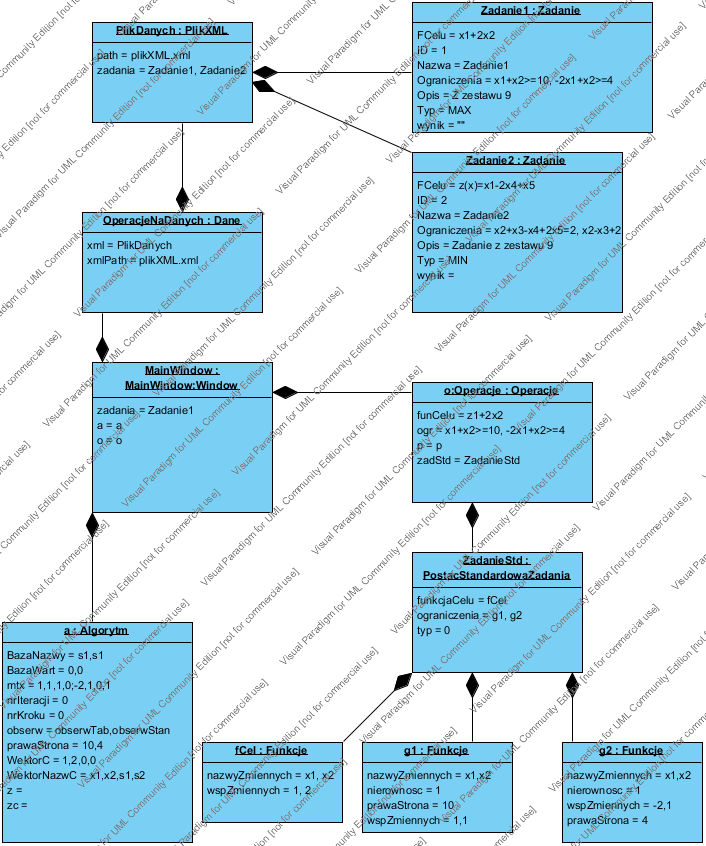 PlikDanych : PlikXML
path = plikXML.xml
zadania = Zadanie1, Zadanie2
Zadanie1 : Zadanie
FCelu = x1+2x2
ID = 1
Nazwa = Zadanie1
Ograniczenia = x1+x2>=10, -2x1+x2>=4
Opis = Z zestawu 9
Typ = MAX
wynik = ""
Zadanie2 : Zadanie
FCelu = z(x)=x1-2x4+x5
ID = 2
Nazwa = Zadanie2
Ograniczenia = x2+x3-x4+2x5=2, x2-x3+2
Opis = Zadanie z zestawu 9
Typ = MIN
wynik =
OperacjeNaDanych : Dane
xml = PlikDanych
xmlPath = plikXML.xml
MainWindow :
MainWindow:Window
zadania = Zadanie1
a = a
o = o
o:Operacje : Operacje
funCelu = z1+2x2
ogr = x1+x2>=10, -2x1+x2>=4
p = p
zadStd = ZadanieStd
ZadanieStd :
PostacStandardowaZadania
funkcjaCelu = fCel
ograniczenia = g1, g2
typ = 0
a : Algorytm
BazaNazwy = s1,s1
BazaWart = 0,0
mtx = 1,1,1,0;-2,1,0,1
nrIteracji = 0
nrKroku = 0
obserw = obserwTab,obserwStan
prawaStrona = 10,4
WektorC = 1,2,0,0
WektorNazwC = x1,x2,s1,s2
z =
zc =
fCel : Funkcje
nazwyZmiennych = x1, x2
wspZmiennych = 1, 2
g1 : Funkcje
nazwyZmiennych = x1,x2
nierownosc = 1
prawaStrona = 10
wspZmiennych = 1,1
g2 : Funkcje
nazwyZmiennych = x1,x2
nierownosc = 1
wspZmiennych = -2,1
prawaStrona = 4
Visual Paradigm for UML Community Edition [not for commercial use]